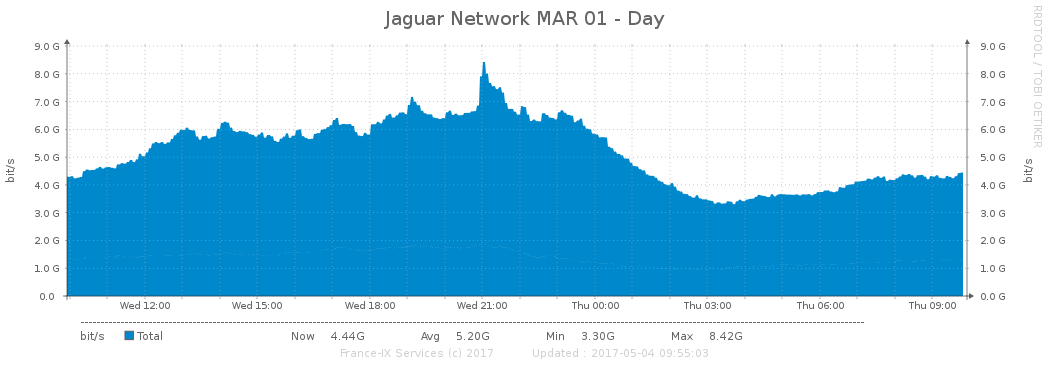 Jaguar Network MAR 01 - Day
RRDTOOL / TOBI OETIKER
bit/s
9.0 G 9.0 G
8.0 G 8.0 G
7.0 G 7.0 G
6.0 G 6.0 G
5.0 G 5.0 G
4.0 G 4.0 G
3.0 G 3.0 G
2.0 G 2.0 G
1.0 G 1.0 G
0.0 0.0 G
bit/s
Wed 12:00 Wed 15:00 Wed 18:00 Wed 21:00 Thu 00:00 Thu 03:00 Thu 06:00 Thu 09:00
bit/s Total Now 4.44G Avg 5.20G Min 3.30G Max 8.42G
France-IX Services (c) 2017 Updated : 2017-05-04 09:55:03